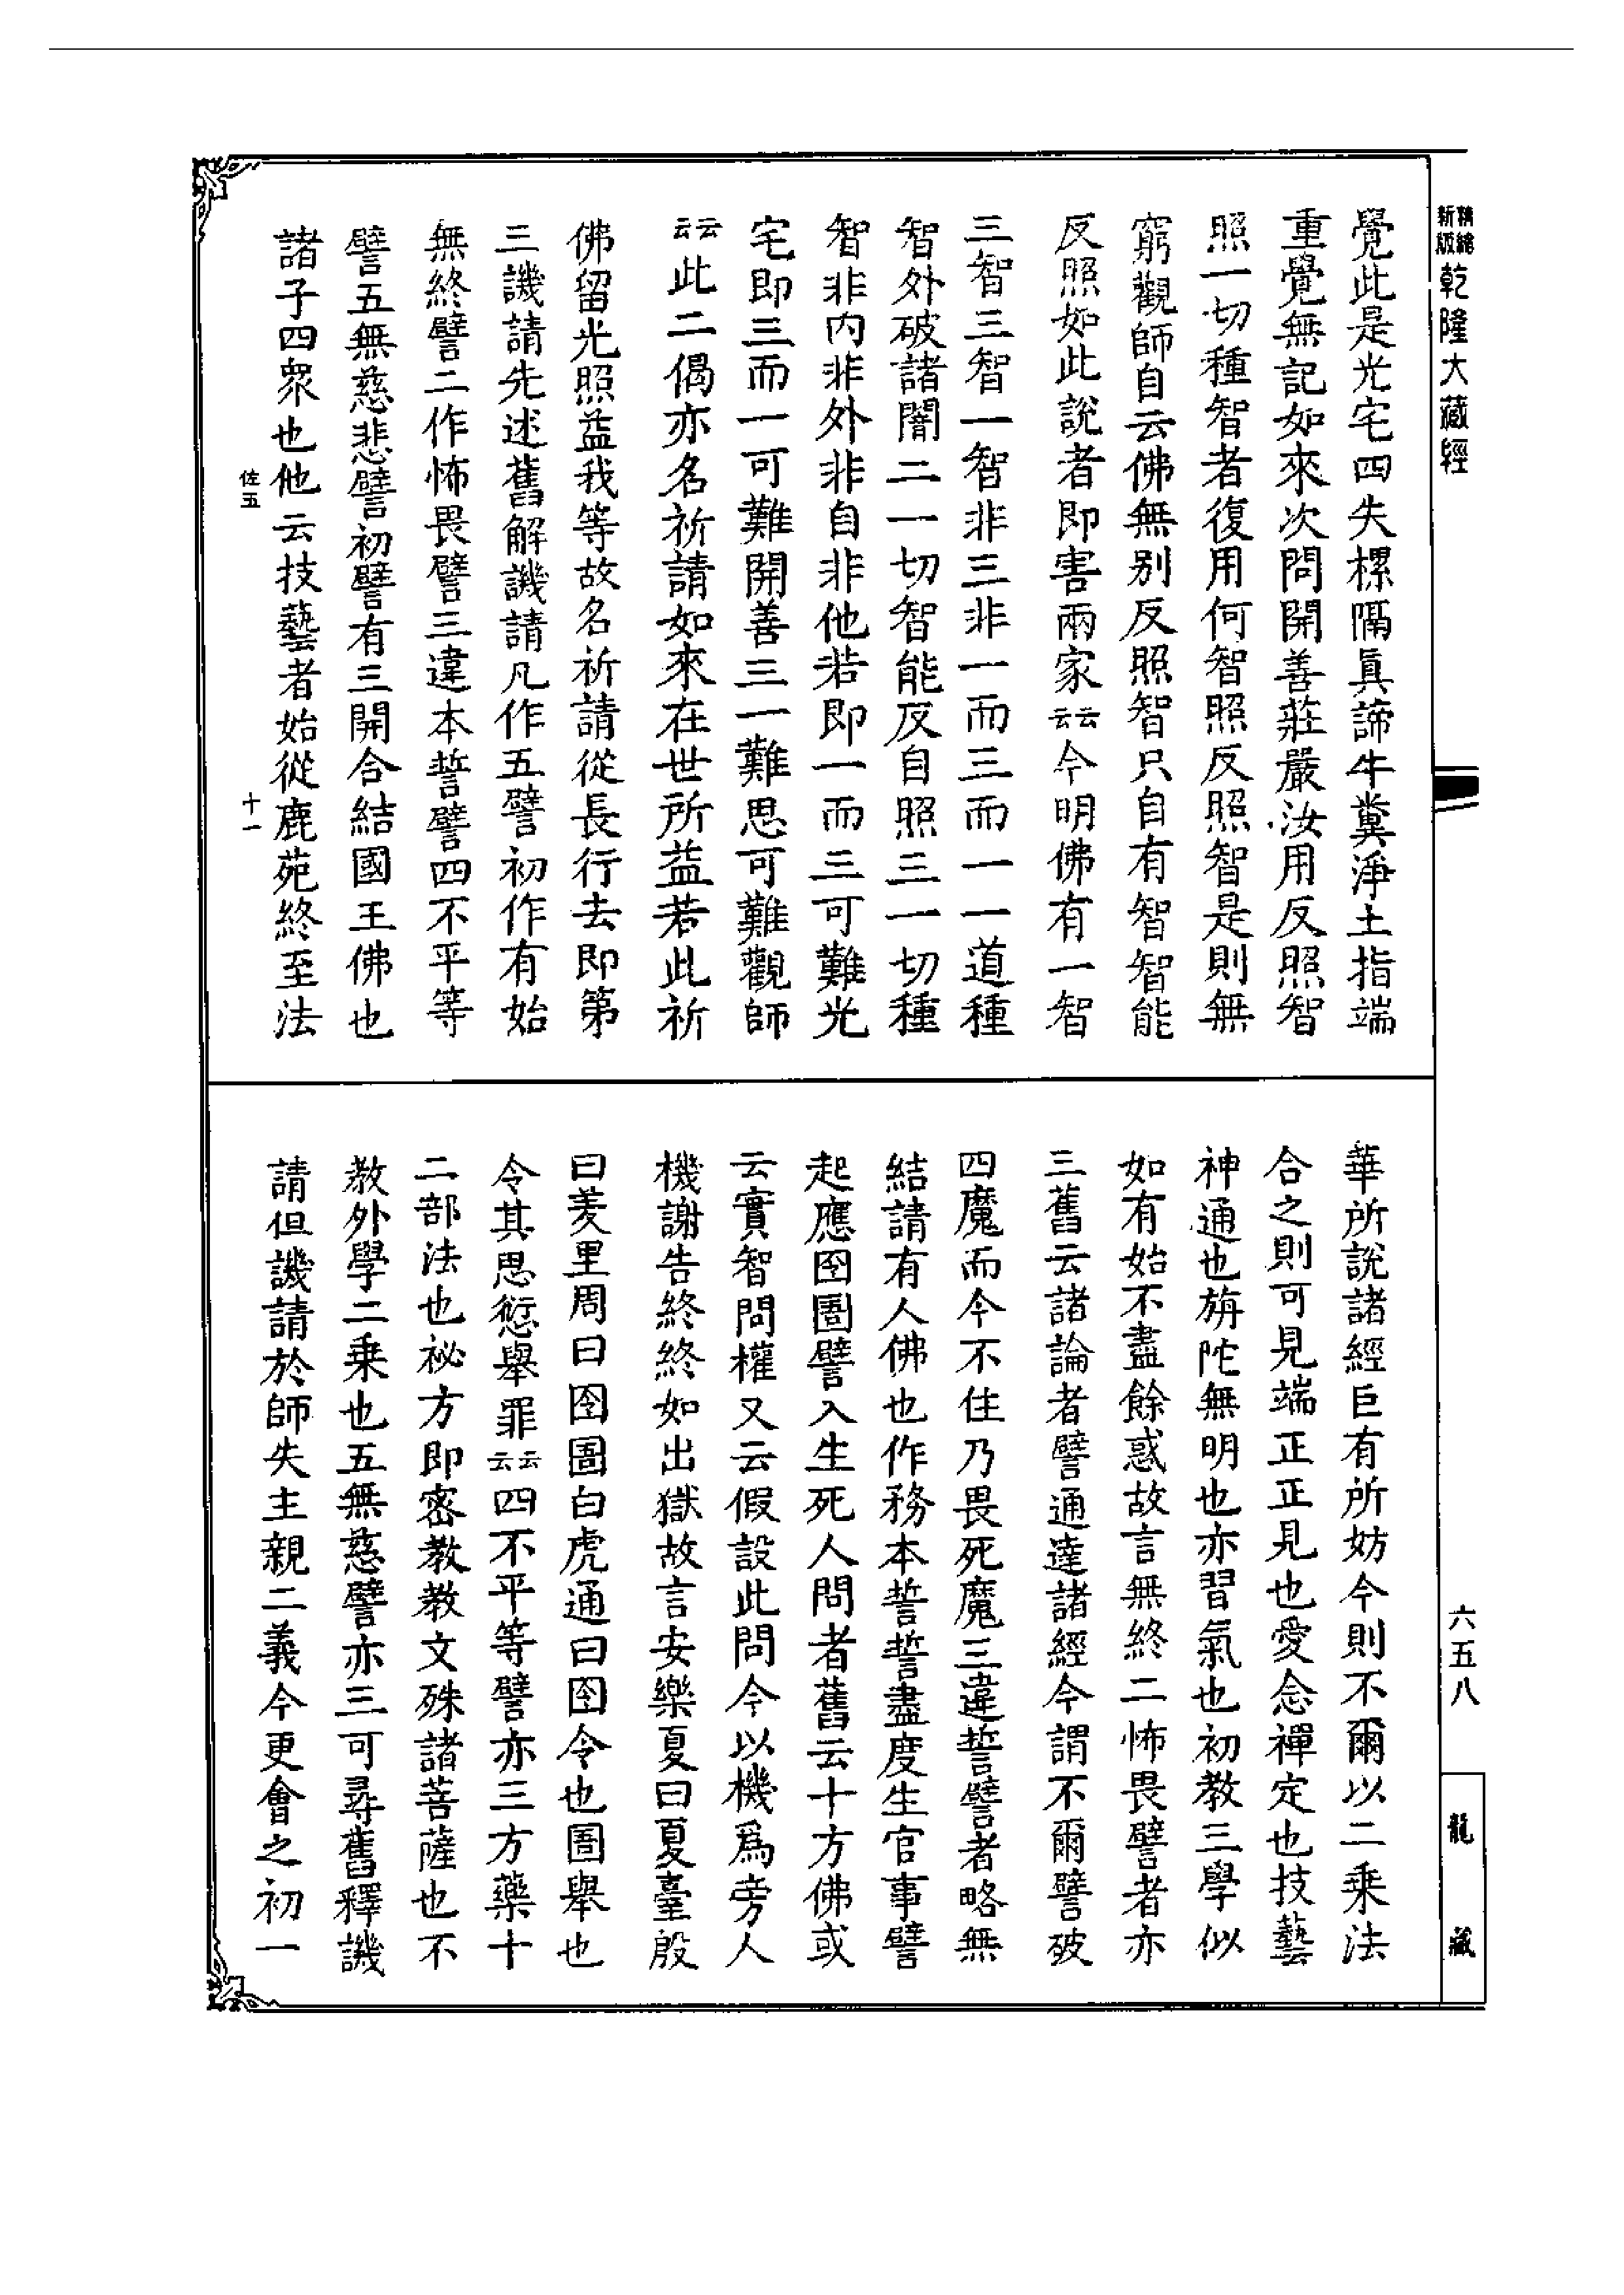 精縮新版乾隆大藏經
覺此是光宅四失摞隔眞諦牛糞淨土指端
重覺無記如來次問開善莊嚴汝用反照智
照一切種智者復用何智照反照智是則無
窮觀師自云佛無別反照智只自有智智能
反照如此說者即害兩家云云今明佛有一智
三智三智一智非三非一而三而一一道種
智外破諸闇二一切智能反自照三一切種
智非內非外非自非他若即一而三可難光
宅即三而一可難開善三一難思可難觀師
云云此二偈亦名祈請如來在世所益若此祈
佛留光照益我等故名祈請從長行去即第
三譏請先述舊解譏請凡作五譬初作有始
無終譬二作怖畏譬三違本誓譬四不平等
譬五無慈悲譬初譬有三開合結國王佛也
諸子四衆也他云技藝者始從鹿苑終至法
佐五
十一
華所說諸經巨有所妨今則不爾以二乘法
合之則可見端正正見也愛念禪定也技藝
神通也旃陀無明也亦習氣也初教三學似
如有始不盡餘惑故言無終二怖畏譬者亦
三舊云諸論者譬通達諸經今謂不爾譬破
四魔而今不住乃畏死魔三違誓譬者略無
結請有人佛也作務本誓誓盡度生官事譬
起應囹圄譬入生死人問者舊云十方佛或
云實智問權又云假設此問今以機爲旁人
機謝告終終如出獄故言安樂夏曰夏臺殷
曰羑里周曰囹圄白虎通曰囹令也圄舉也
令其思愆舉罪云云四不平等譬亦三方藥十
二部法也祕方即密教教文殊諸菩薩也不
教外學二乘也五無慈譬亦三可尋舊釋譏
請但譏請於師失主親二義今更會之初一
六五八
龍藏